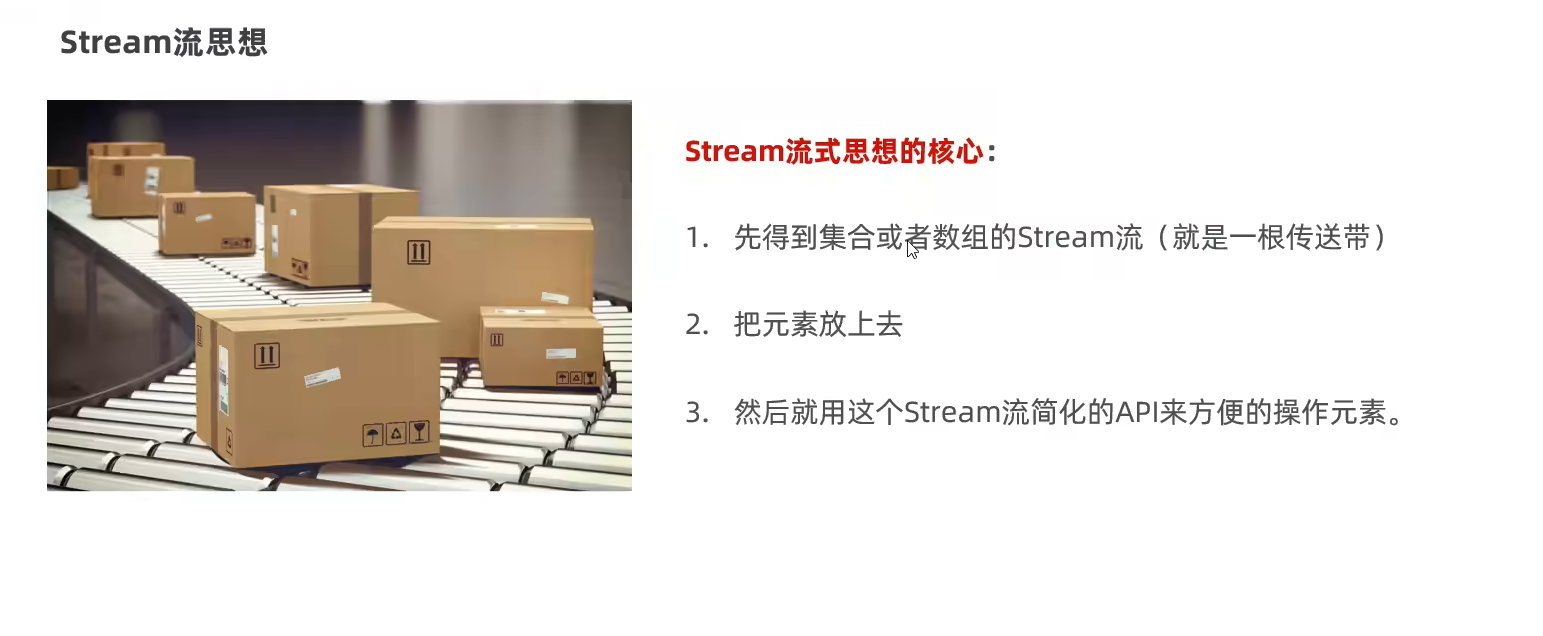 Stream流思想
Stream流式思想的核心：
1. 先得到集合或者数组的Stream流（就是一根传送带）
2. 把元素放上去
3. 然后就用这个Stream流简化的API来方便的操作元素。